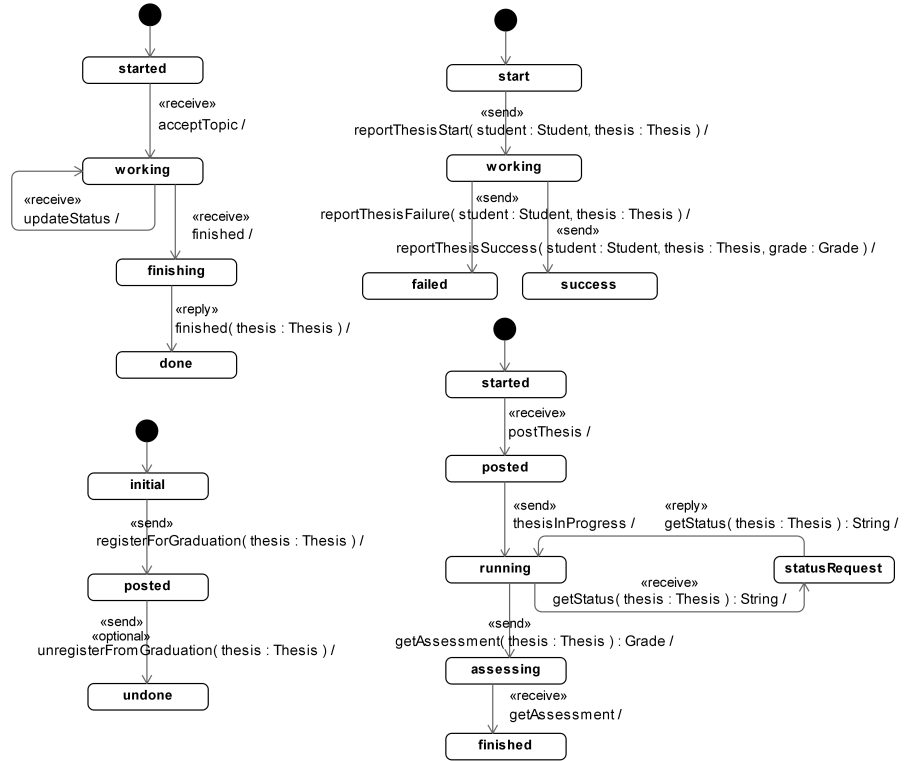 started
«receive»
acceptTopic /
working
«receive»
updateStatus /
«receive»
finished /
finishing
«reply»
finished( thesis : Thesis ) /
done
start
«send»
reportThesisStart( student : Student, thesis : Thesis ) /
working
«send»
reportThesisFailure( student : Student, thesis : Thesis ) /
«send»
reportThesisSuccess( student : Student, thesis : Thesis, grade : Grade ) /
failed
success
initial
«send»
registerForGraduation( thesis : Thesis ) /
posted
«send»
«optional»
unregisterFromGraduation( thesis : Thesis ) /
undone
started
«receive»
postThesis /
posted
«send»
thesisInProgress /
«reply»
getStatus( thesis : Thesis ) : String /
running
statusRequest
«receive»
getStatus( thesis : Thesis ) : String /
«send»
getAssessment( thesis : Thesis ) : Grade /
assessing
«receive»
getAssessment /
finished